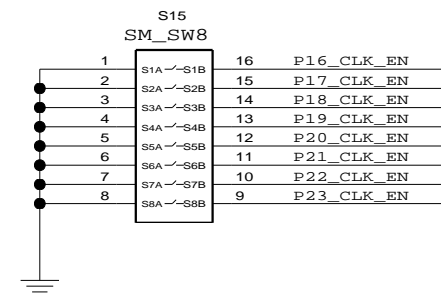 S15
SM_SW8
1 S1A S1B 16 P16_CLK_EN
2 S2A S2B 15 P17_CLK_EN
3 S3A S3B 14 P18_CLK_EN
4 S4A S4B 13 P19_CLK_EN
5 S5A S5B 12 P20_CLK_EN
6 S6A S6B 11 P21_CLK_EN
7 S7A S7B 10 P22_CLK_EN
8 S8A S8B 9 P23_CLK_EN